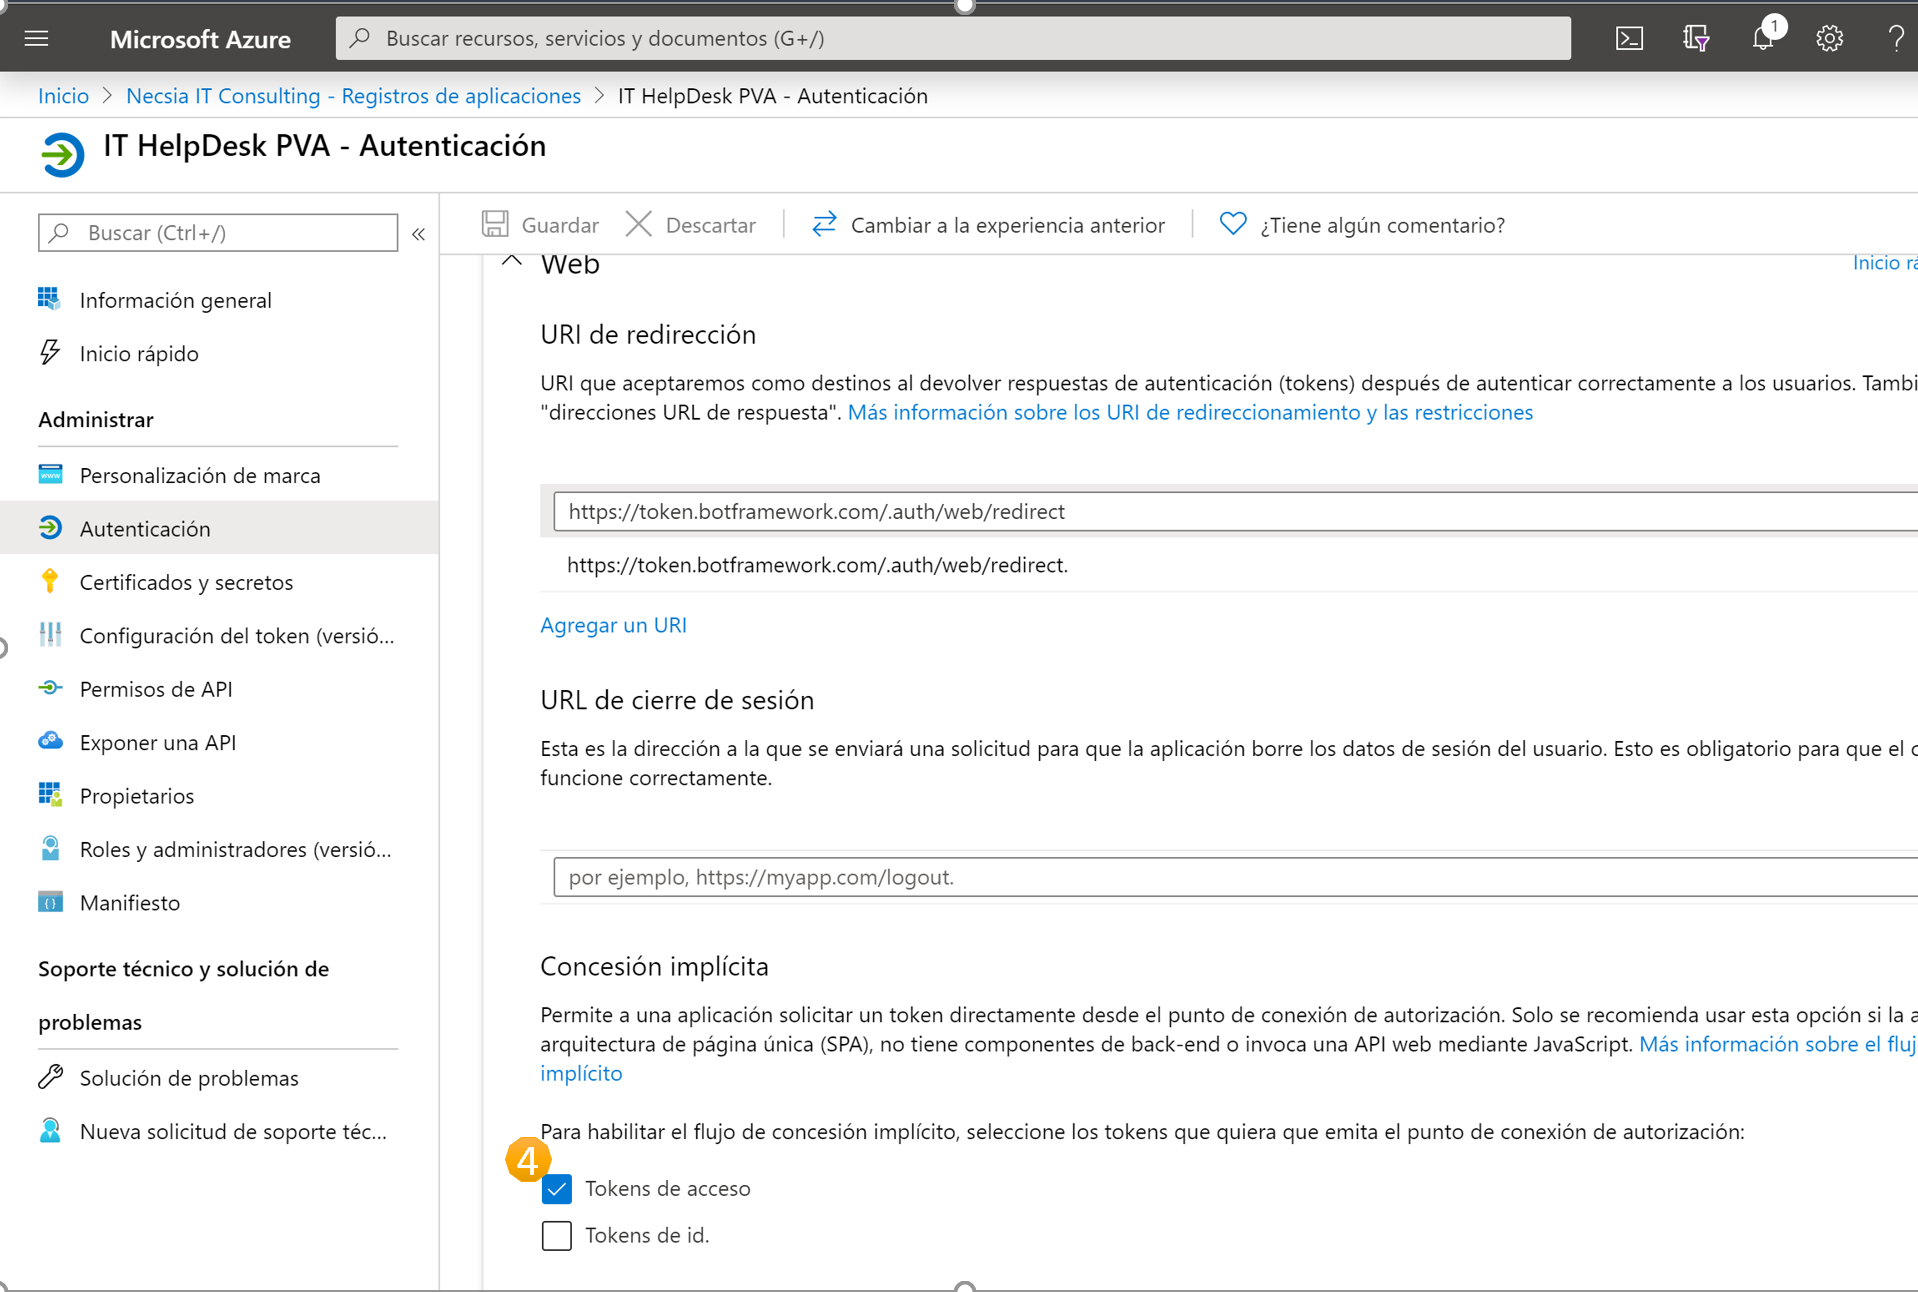 Microsoft Azure
Buscar recursos, servicios y documentos (G+/)
1
Inicio > Necsia IT Consulting - Registros de aplicaciones > IT HelpDesk PVA - Autenticación
IT HelpDesk PVA - Autenticación
Buscar (Ctrl+/)
«
Información general
Inicio rápido
Administrar
Personalización de marca
Autenticación
Certificados y secretos
Configuración del token (versió...
Permisos de API
Exponer una API
Propietarios
Roles y administradores (versió...
Manifiesto
Soporte técnico y solución de
problemas
Solución de problemas
Nueva solicitud de soporte téc...
Guardar
Descartar
Cambiar a la experiencia anterior
¿Tiene algún comentario?
Web
Inicio rá
URI de redirección
URI que aceptaremos como destinos al devolver respuestas de autenticación (tokens) después de autenticar correctamente a los usuarios. Tambi
"direcciones URL de respuesta". Más información sobre los URI de redireccionamiento y las restricciones
https://token.botframework.com/.auth/web/redirect
https://token.botframework.com/.auth/web/redirect.
Agregar un URI
URL de cierre de sesión
Esta es la dirección a la que se enviará una solicitud para que la aplicación borre los datos de sesión del usuario. Esto es obligatorio para que el c
funcione correctamente.
por ejemplo, https://myapp.com/logout.
Concesión implícita
Permite a una aplicación solicitar un token directamente desde el punto de conexión de autorización. Solo se recomienda usar esta opción si la a
arquitectura de página única (SPA), no tiene componentes de back-end o invoca una API web mediante JavaScript. Más información sobre el fluj
implícito
Para habilitar el flujo de concesión implícito, seleccione los tokens que quiera que emita el punto de conexión de autorización:
4
Tokens de acceso
Tokens de id.